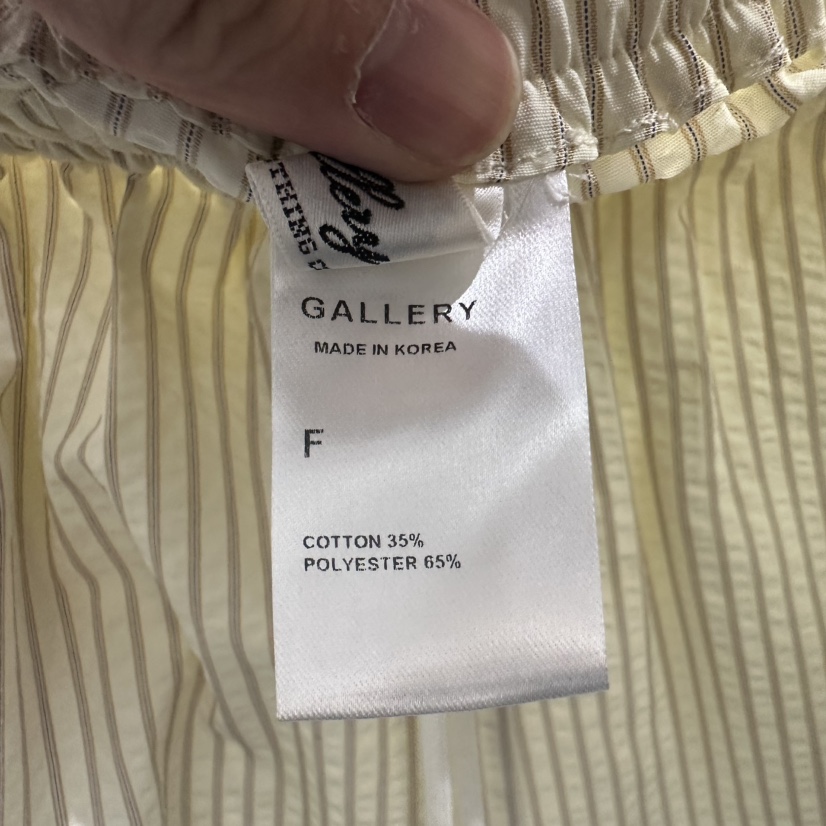 GALLERY
MADE IN KOREA
F
COTTON 35%
POLYESTER 65%